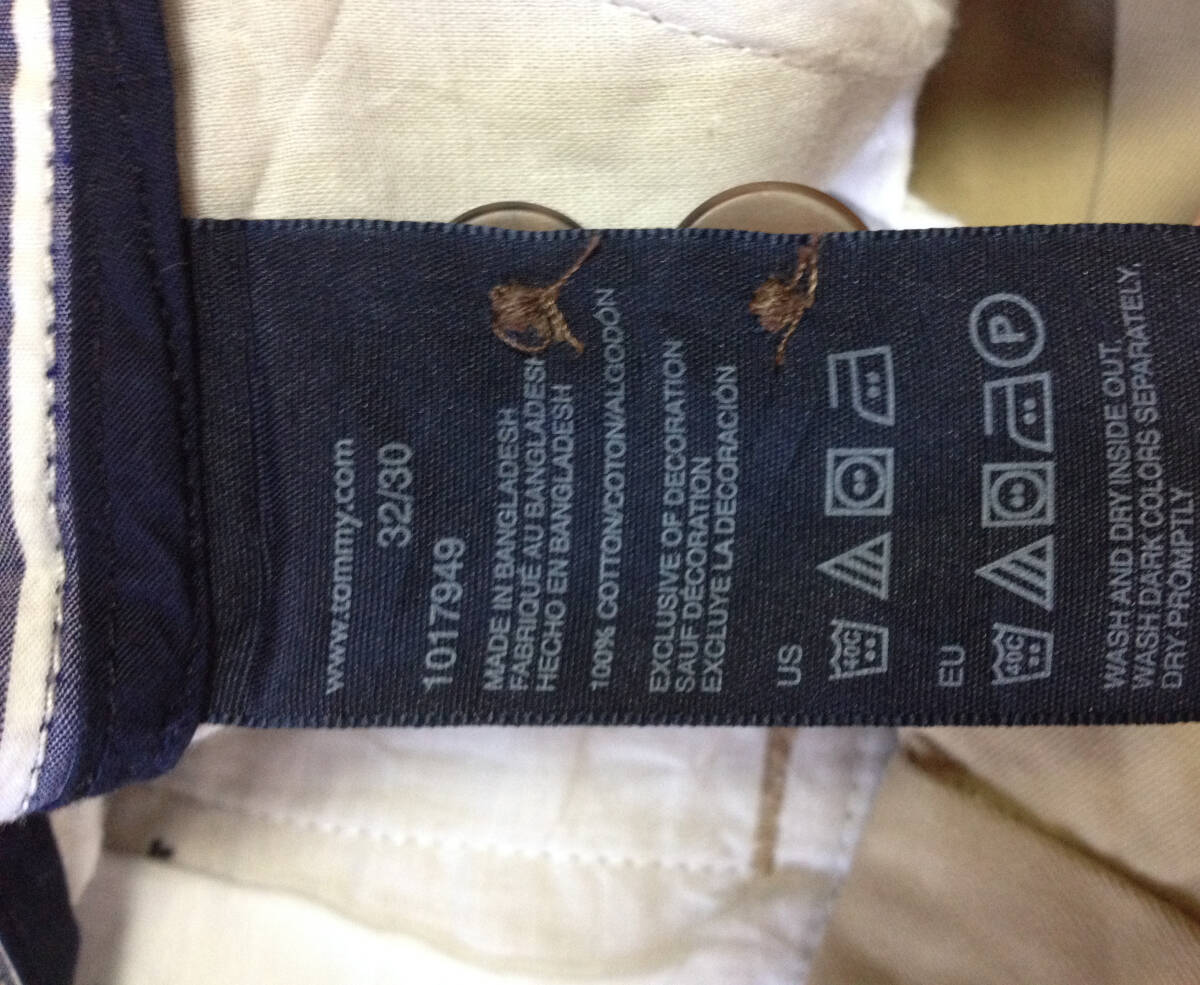 www.tommy.com
32/30
1017949
MADE IN BANGLADESH
FABRIQUÉ AU BANGLADESH
HECHO EN BANGLADESH
100% COTTON/COTON/ALGODÓN
EXCLUSIVE OF DECORATION
SAUF DÉCORATION
EXCLUYE LA DECORACIÓN
US
40C
EU
40C
P
WASH AND DRY INSIDE OUT,
WASH DARK COLORS SEPARATELY,
DRY PROMPTLY